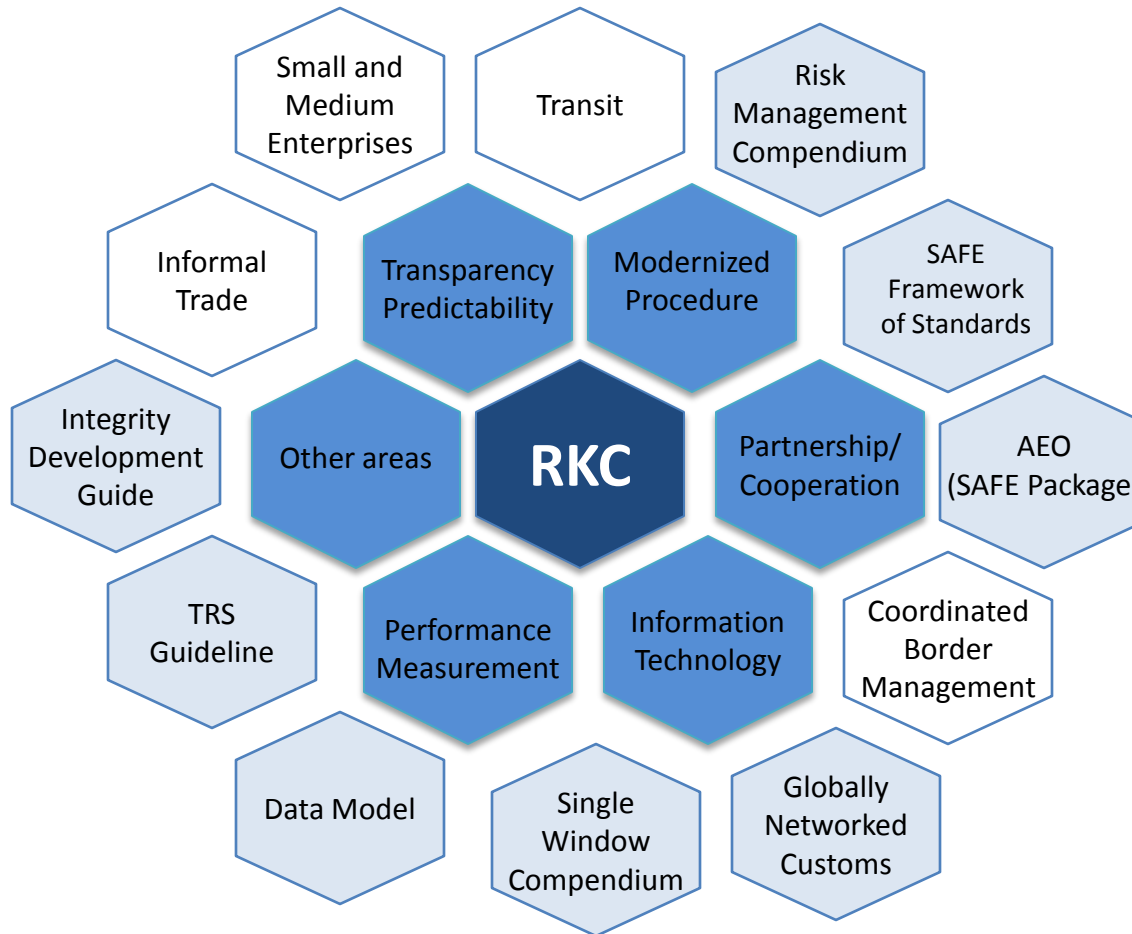 Small and
Medium
Enterprises
Transit
Risk
Management
Compendium
Informal
Trade
Transparency
Predictability
Modernized
Procedure
SAFE
Framework
of Standards
Integrity
Development
Guide
Other areas
RKC
Partnership/
Cooperation
AEO
(SAFE Package
TRS
Guideline
Performance
Measurement
Information
Technology
Coordinated
Border
Management
Data Model
Single
Window
Compendium
Globally
Networked
Customs